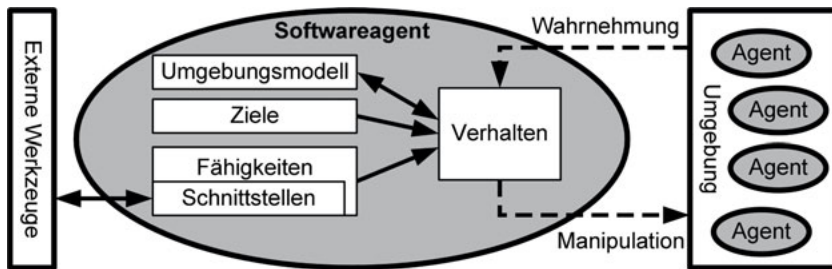 Externe Werkzeuge
Softwareagent
Umgebungsmodell
Ziele
Fähigkeiten
Schnittstellen
Verhalten
Wahrnehmung
Manipulation
Umgebung
Agent
Agent
Agent
Agent